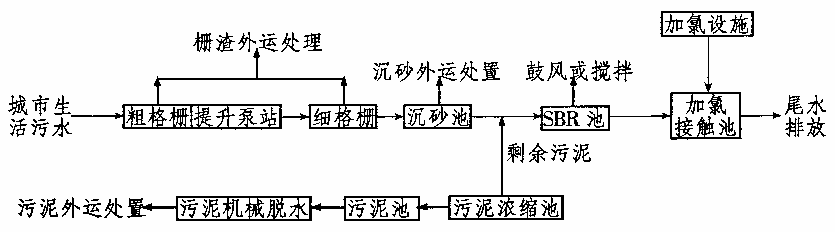 加氯设施
栅渣外运处理
沉砂外运处置
鼓风或搅拌
城市生
活污水
粗格栅
提升泵站
细格栅
沉砂池
SBR 池
加氯
接触池
尾水
排放
剩余污泥
污泥外运处置
污泥机械脱水
污泥池
污泥浓缩池